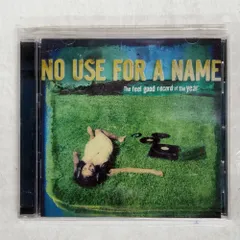 NO USE FOR A NAME
The feel good record of the year